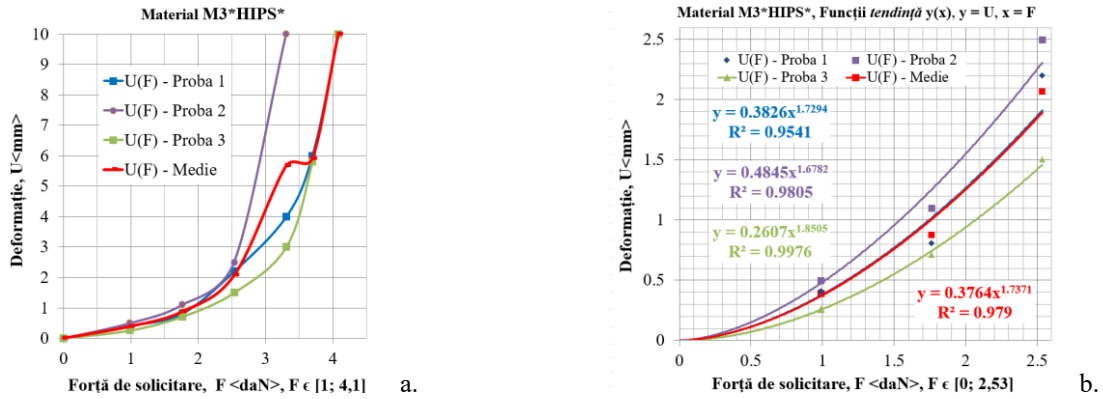 Material M3*HIPS*
Deformație, U<mm>
10
9
8
7
6
5
4
3
2
1
0
U(F) - Proba 1
U(F) - Proba 2
U(F) - Proba 3
U(F) - Medie
0 1 2 3 4
Forță de solicitare, F <daN>, F ϵ [1; 4,1]
a.
Material M3*HIPS*, Funcții tendință y(x), y = U, x = F
Deformație, U<mm>
2.5
2
1.5
1
0.5
0
U(F) - Proba 1 U(F) - Proba 2
U(F) - Proba 3 U(F) - Medie
y = 0.3826x^1.7294
R² = 0.9541
y = 0.4845x^1.6782
R² = 0.9805
y = 0.2607x^1.8505
R² = 0.9976
y = 0.3764x^1.7371
R² = 0.979
0 0.5 1 1.5 2 2.5
Forță de solicitare, F <daN>, F ϵ [0; 2,53]
b.